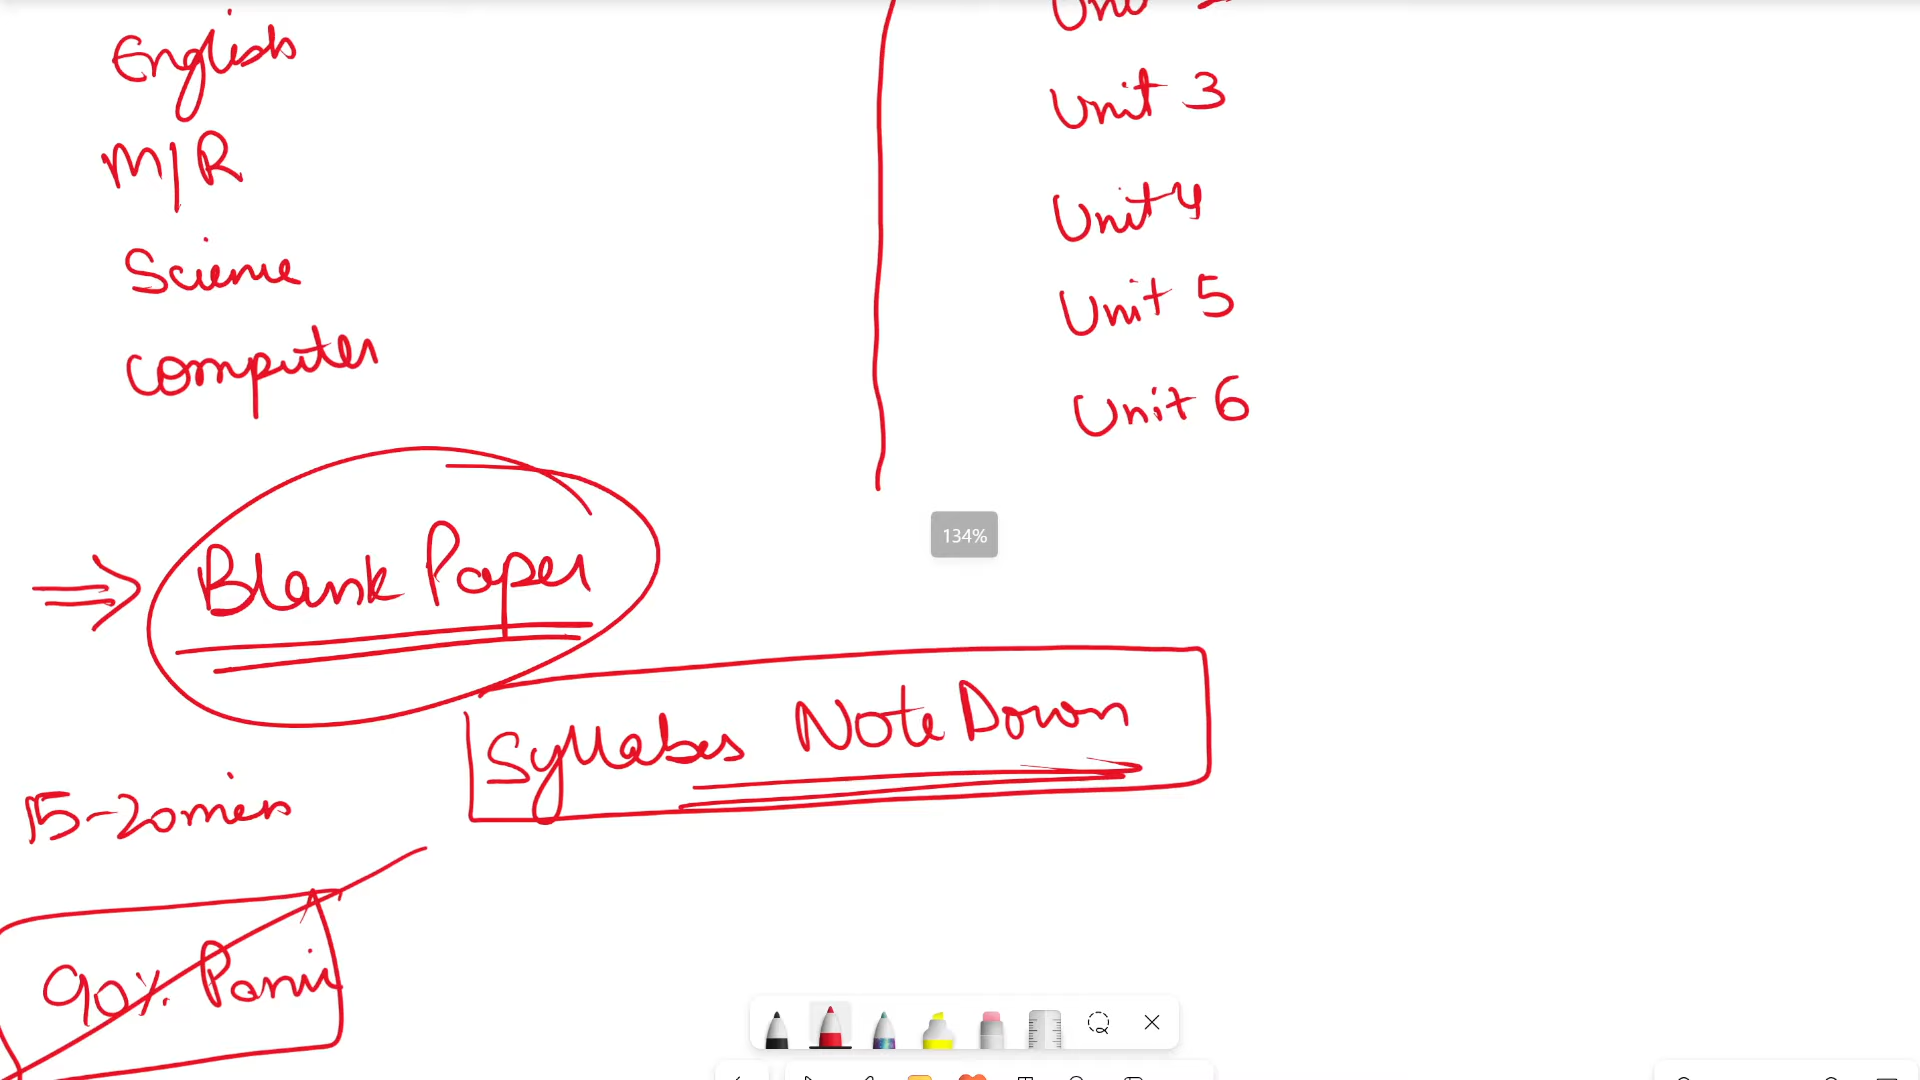 English
M/R
Science
Computer
Unit 3
Unit 4
Unit 5
Unit 6
134%
Blank Paper
Syllabus Note Down
15-20 min
90% Panic